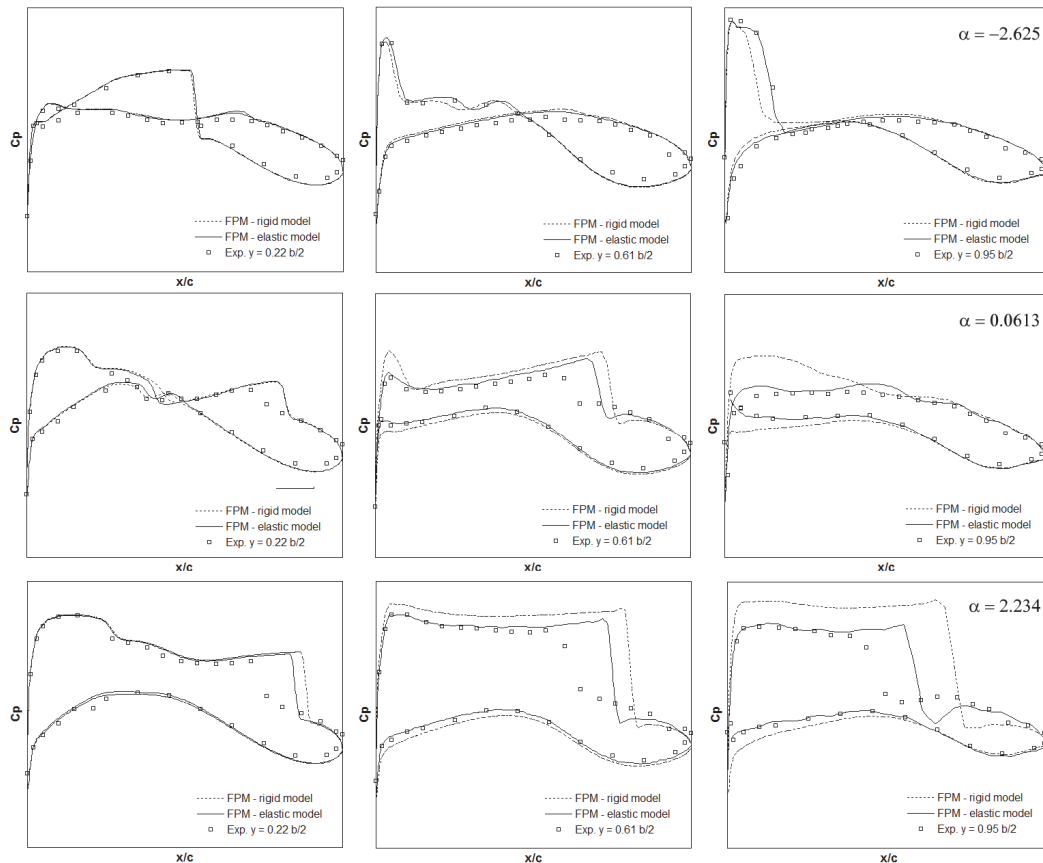 α = −2.625
Cp
FPM - rigid model
FPM - elastic model
Exp. y = 0.22 b/2
x/c
FPM - rigid model
FPM - elastic model
Exp. y = 0.61 b/2
x/c
FPM - rigid model
FPM - elastic model
Exp. y = 0.95 b/2
x/c
Cp
Cp
α = 0.0613
Cp
FPM - rigid model
FPM - elastic model
Exp. y = 0.22 b/2
x/c
Cp
FPM - rigid model
FPM - elastic model
Exp. y = 0.61 b/2
x/c
Cp
FPM - rigid model
FPM - elastic model
Exp. y = 0.95 b/2
x/c
α = 2.234
Cp
FPM - rigid model
FPM - elastic model
Exp. y = 0.22 b/2
x/c
Cp
FPM - rigid model
FPM - elastic model
Exp. y = 0.61 b/2
x/c
Cp
FPM - rigid model
FPM - elastic model
Exp. y = 0.95 b/2
x/c